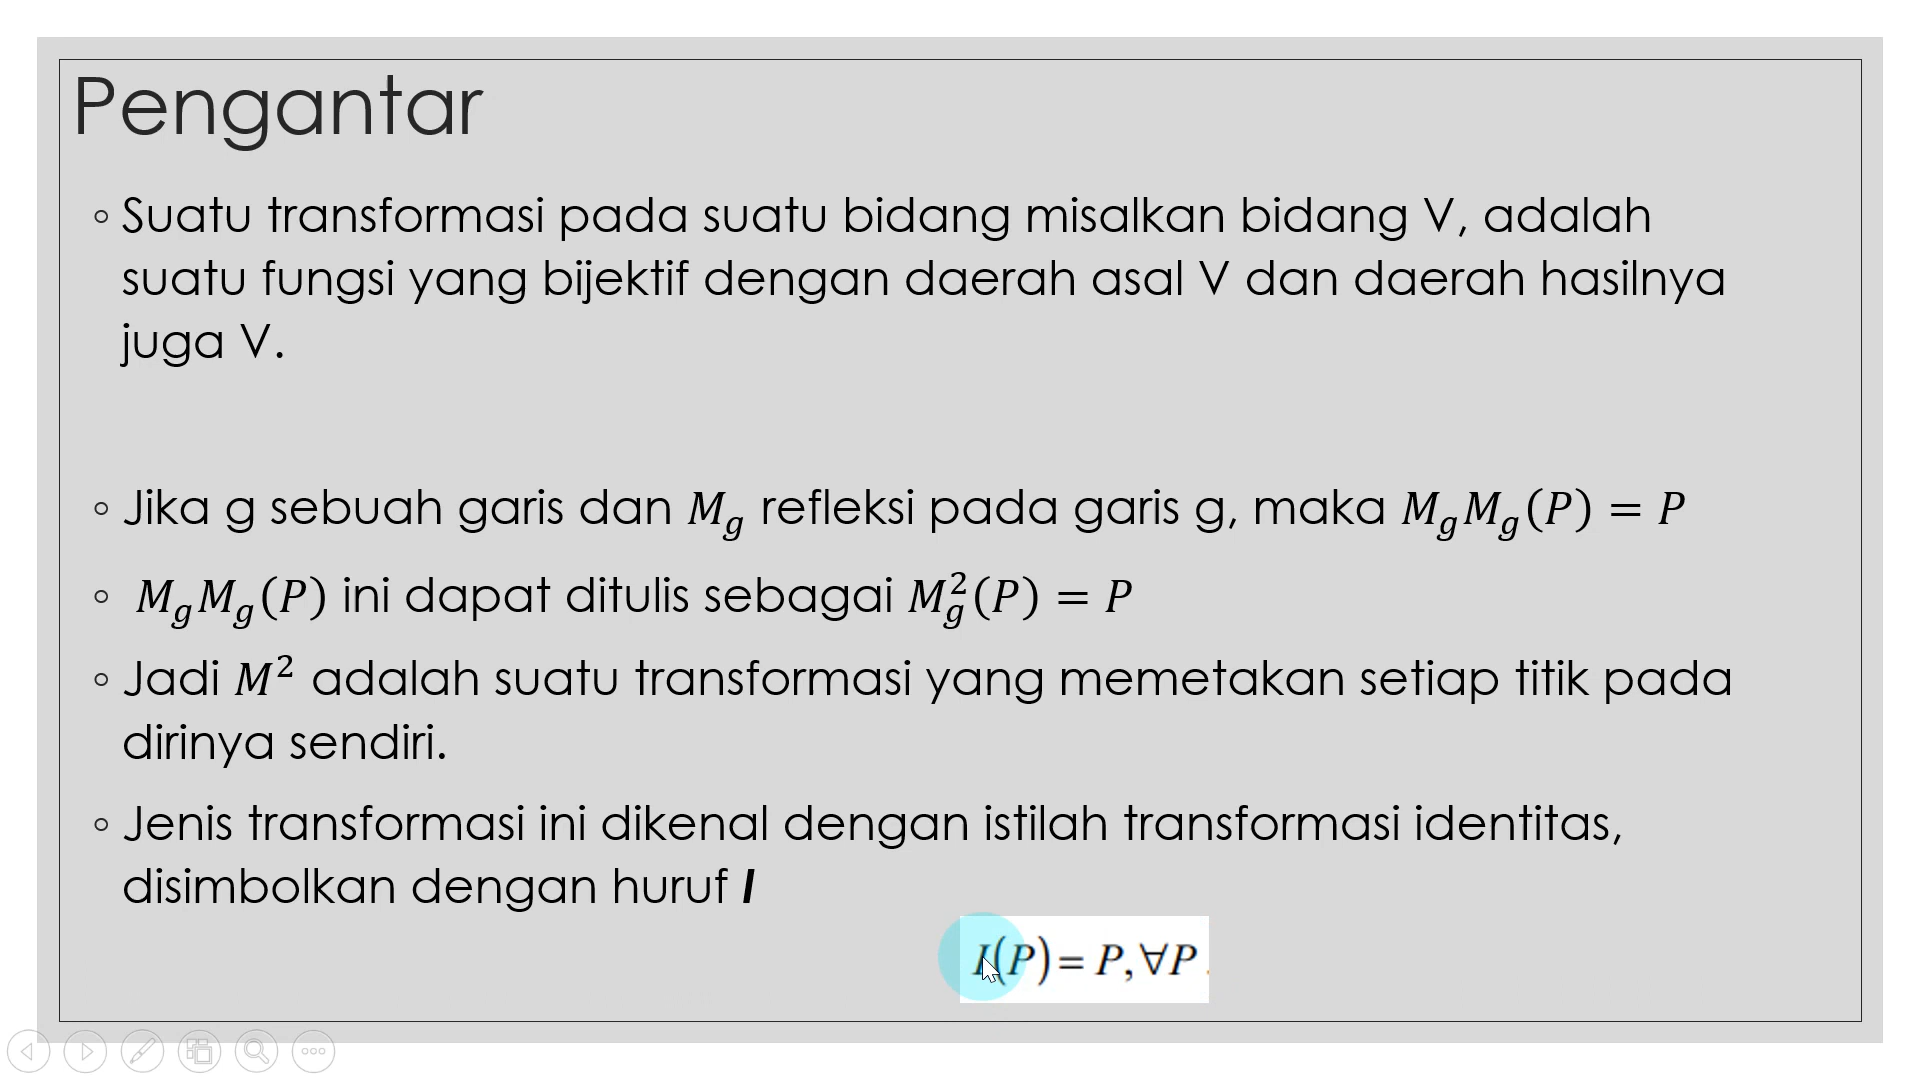 Pengantar
◦ Suatu transformasi pada suatu bidang misalkan bidang V, adalah
suatu fungsi yang bijektif dengan daerah asal V dan daerah hasilnya
juga V.
◦ Jika g sebuah garis dan $M_g$ refleksi pada garis g, maka $M_gM_g(P) = P$
◦ $M_gM_g(P)$ ini dapat ditulis sebagai $M_g^2(P) = P$
◦ Jadi $M^2$ adalah suatu transformasi yang memetakan setiap titik pada
dirinya sendiri.
◦ Jenis transformasi ini dikenal dengan istilah transformasi identitas,
disimbolkan dengan huruf I
$I(P) = P, \forall P$.